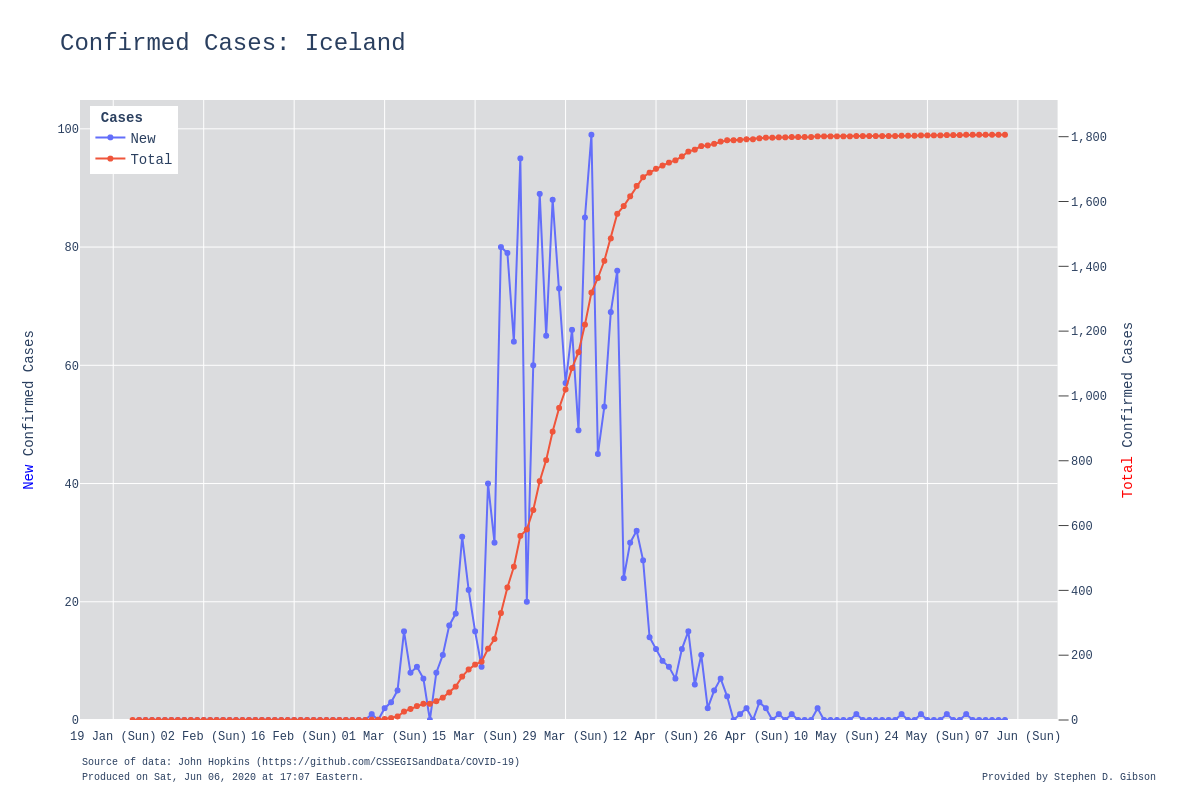 Confirmed Cases: Iceland
Cases
New
Total
100
80
60
40
20
0
1,800
1,600
1,400
1,200
1,000
800
600
400
200
0
New Confirmed Cases
Total Confirmed Cases
19 Jan (Sun) 02 Feb (Sun) 16 Feb (Sun) 01 Mar (Sun) 15 Mar (Sun) 29 Mar (Sun) 12 Apr (Sun) 26 Apr (Sun) 10 May (Sun) 24 May (Sun) 07 Jun (Sun)
Source of data: John Hopkins (https://github.com/CSSEGISandData/COVID-19)
Produced on Sat, Jun 06, 2020 at 17:07 Eastern.
Provided by Stephen D. Gibson